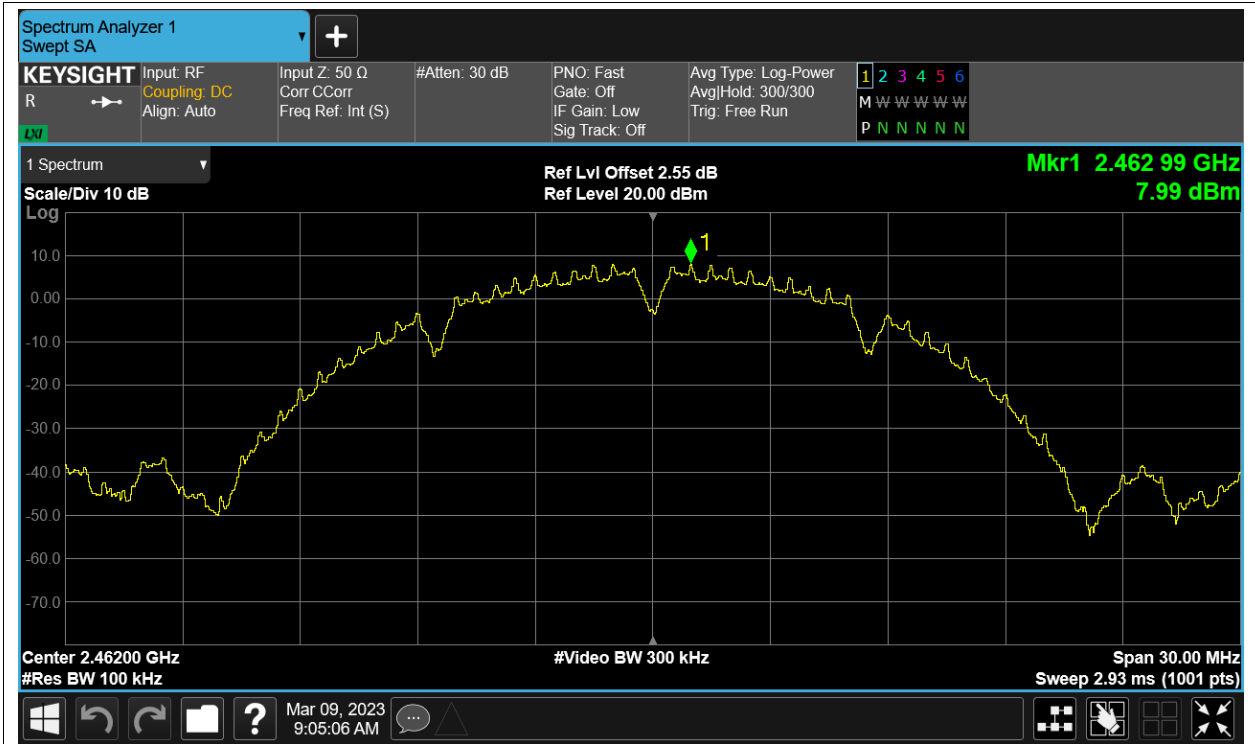 Spectrum Analyzer 1
Swept SA
KEYSIGHT
R
LXI
Input: RF
Coupling: DC
Align: Auto
Input Z: 50 Ω
Corr CCorr
Freq Ref: Int (S)
#Atten: 30 dB
PNO: Fast
Gate: Off
IF Gain: Low
Sig Track: Off
Avg Type: Log-Power
Avg|Hold: 300/300
Trig: Free Run
1 2 3 4 5 6
M W W W W W
P N N N N N
1 Spectrum
Scale/Div 10 dB
Log
Ref Lvl Offset 2.55 dB
Ref Level 20.00 dBm
Mkr1 2.462 99 GHz
7.99 dBm
1
10.0
0.00
-10.0
-20.0
-30.0
-40.0
-50.0
-60.0
-70.0
Center 2.46200 GHz
#Video BW 300 kHz
Span 30.00 MHz
#Res BW 100 kHz
Sweep 2.93 ms (1001 pts)
?
Mar 09, 2023
9:05:06 AM